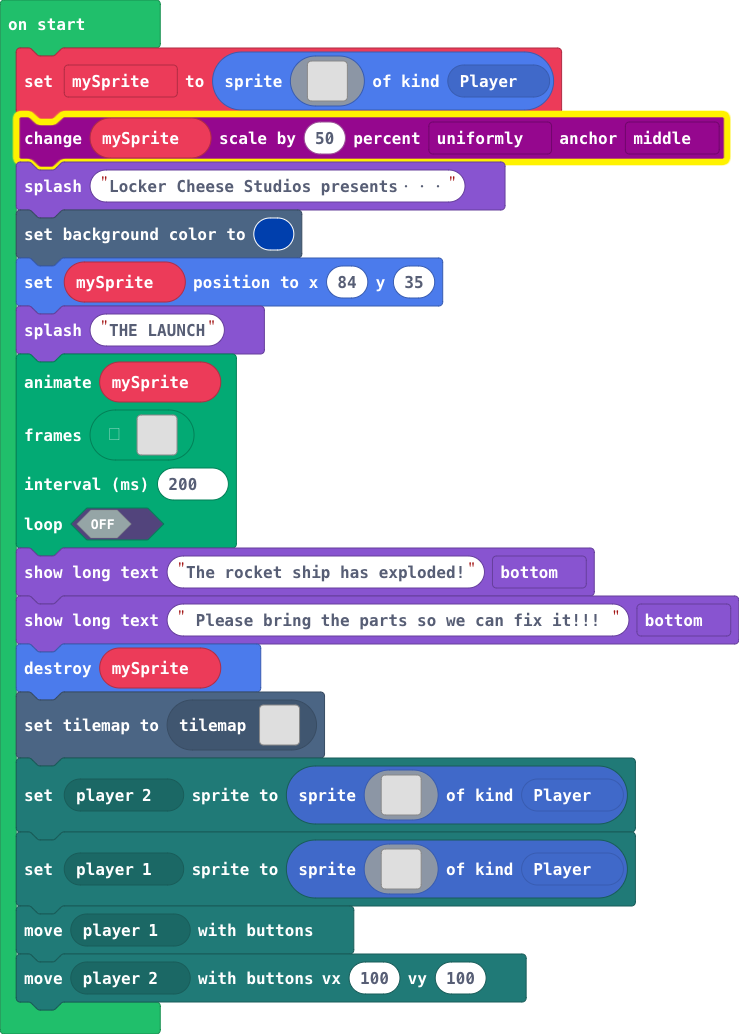 on start
set mySprite to sprite of kind Player
change mySprite scale by 50 percent uniformly anchor middle
splash "Locker Cheese Studios presents· · · "
set background color to
set mySprite position to x 84 y 35
splash "THE LAUNCH"
animate mySprite
frames
interval (ms) 200
loop OFF
show long text "The rocket ship has exploded!" bottom
show long text " Please bring the parts so we can fix it!!! " bottom
destroy mySprite
set tilemap to tilemap
set player 2 sprite to sprite of kind Player
set player 1 sprite to sprite of kind Player
move player 1 with buttons
move player 2 with buttons vx 100 vy 100